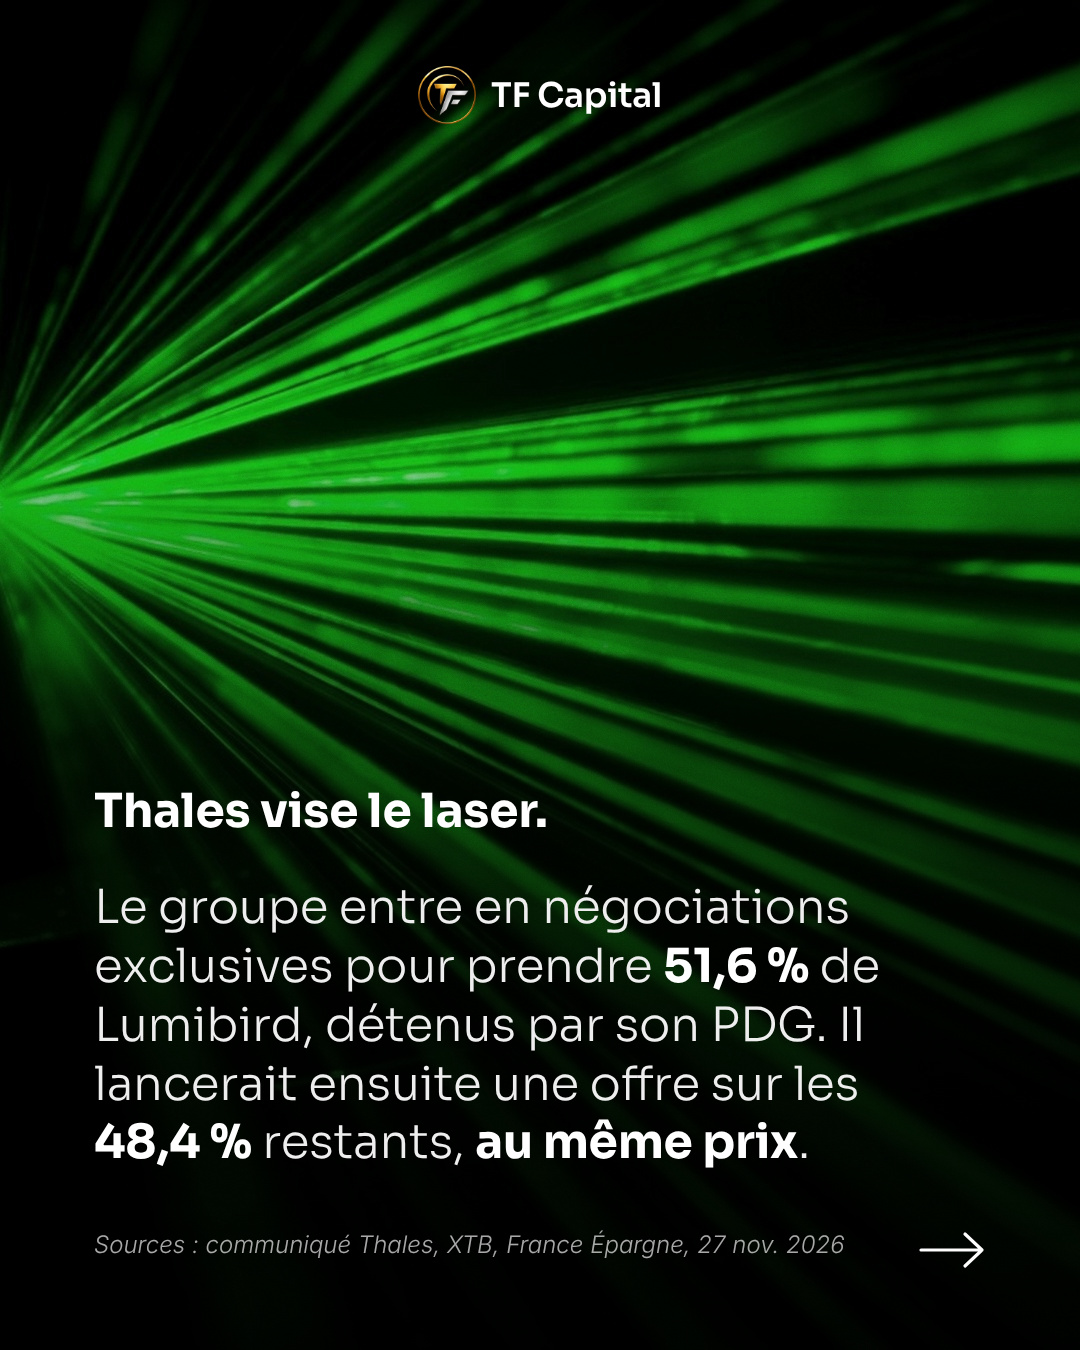 TF Capital
Thales vise le laser.
Le groupe entre en négociations
exclusives pour prendre 51,6 % de
Lumibird, détenus par son PDG. Il
lancerait ensuite une offre sur les
48,4 % restants, au même prix.
Sources : communiqué Thales, XTB, France Épargne, 27 nov. 2026